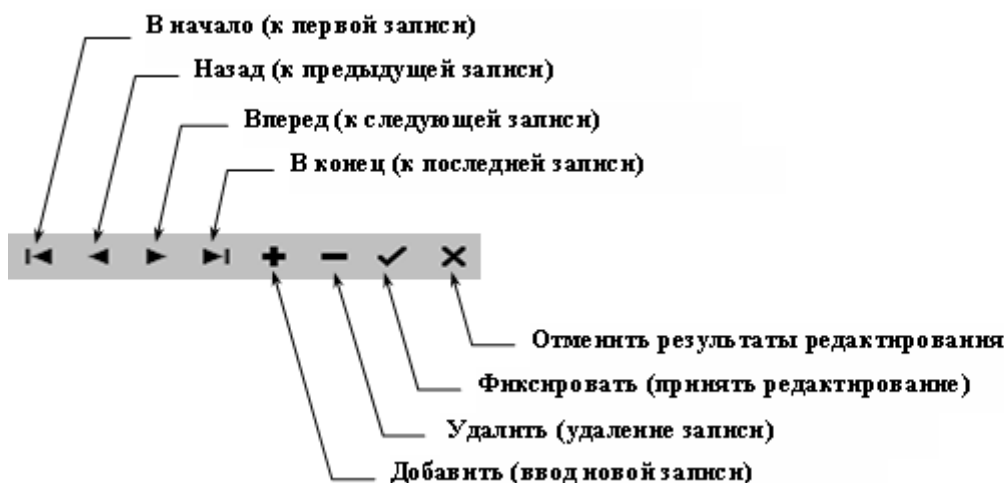 В начало (к первой записи)
Назад (к предыдущей записи)
Вперед (к следующей записи)
В конец (к последней записи)
Отменить результаты редактирования
Фиксировать (принять редактирование)
Удалить (удаление записи)
Добавить (ввод новой записи)